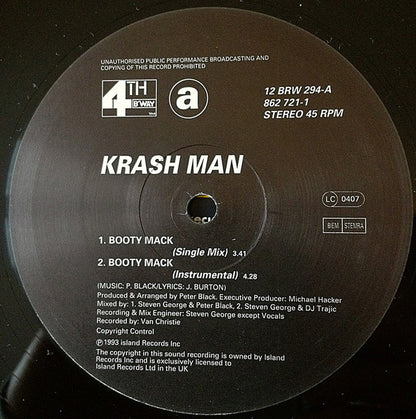 UNAUTHORISED PUBLIC PERFORMANCE BROADCASTING AND
COPYING OF THIS RECORD PROHIBITED
4TH
B'WAY
a
12 BRW 294-A
862 721-1
STEREO 45 RPM
KRASH MAN
LC 0407
BIEM STEMRA
1. BOOTY MACK
(Single Mix) 3.41
2. BOOTY MACK
(Instrumental) 4.28
(MUSIC: P. BLACK/LYRICS: J. BURTON)
Produced & Arranged by Peter Black. Executive Producer: Michael Hacker
Mixed by: 1. Steven George & Peter Black, 2. Steven George & DJ Trajic
Recording & Mix Engineer: Steven George except Vocals
Recorded by: Van Christie
Copyright Control
℗ 1993 island Records Inc
The copyright in this sound recording is owned by Island
Records Inc and is exclusively licensed to
Island Records Ltd in the UK